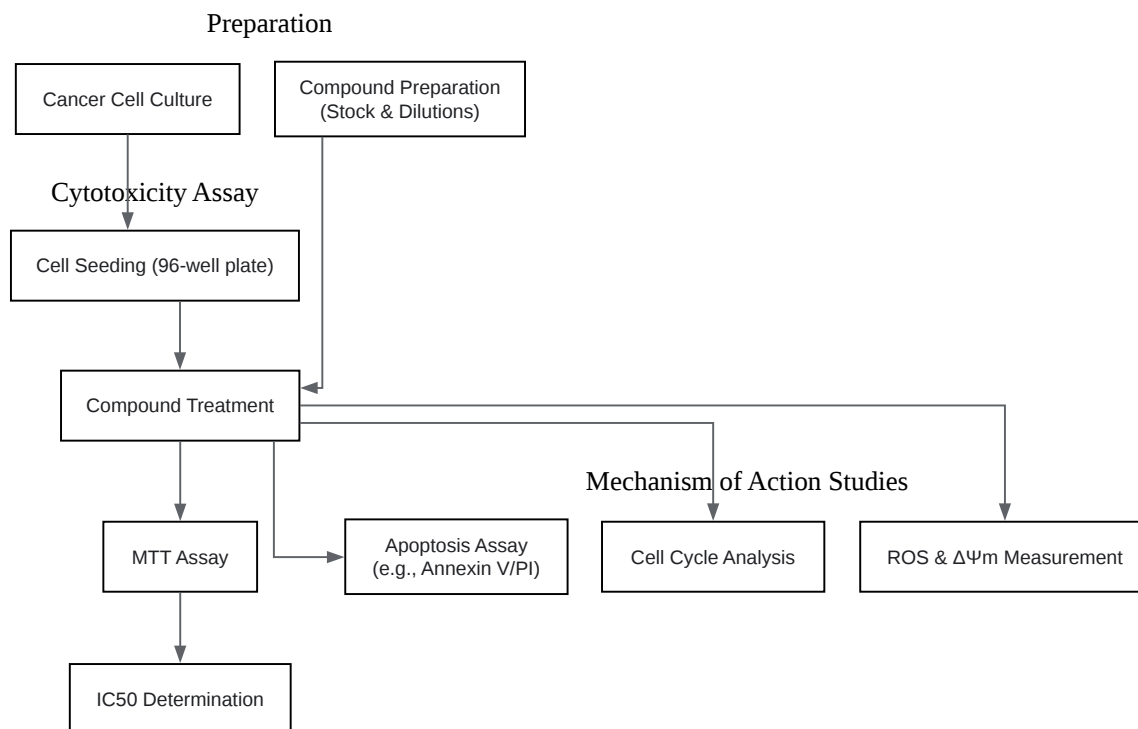 Preparation
Cancer Cell Culture
Compound Preparation
(Stock & Dilutions)
Cytotoxicity Assay
Cell Seeding (96-well plate)
Compound Treatment
Mechanism of Action Studies
MTT Assay
Apoptosis Assay
(e.g., Annexin V/PI)
Cell Cycle Analysis
ROS & ΔΨm Measurement
IC50 Determination